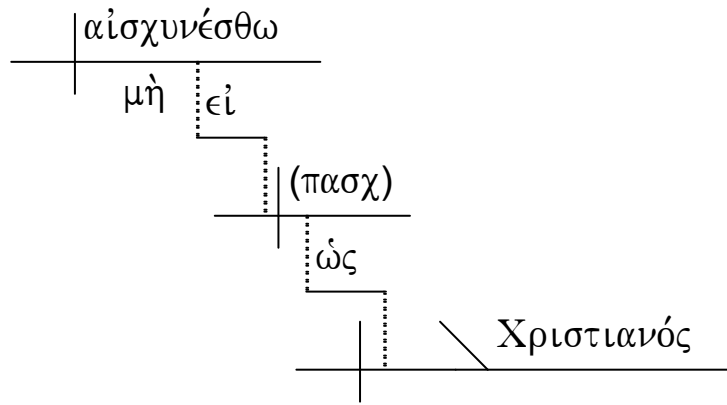 αἰσχυνέσθω
μὴ
εἰ
(πασχ)
ὡς
Χριστιανός